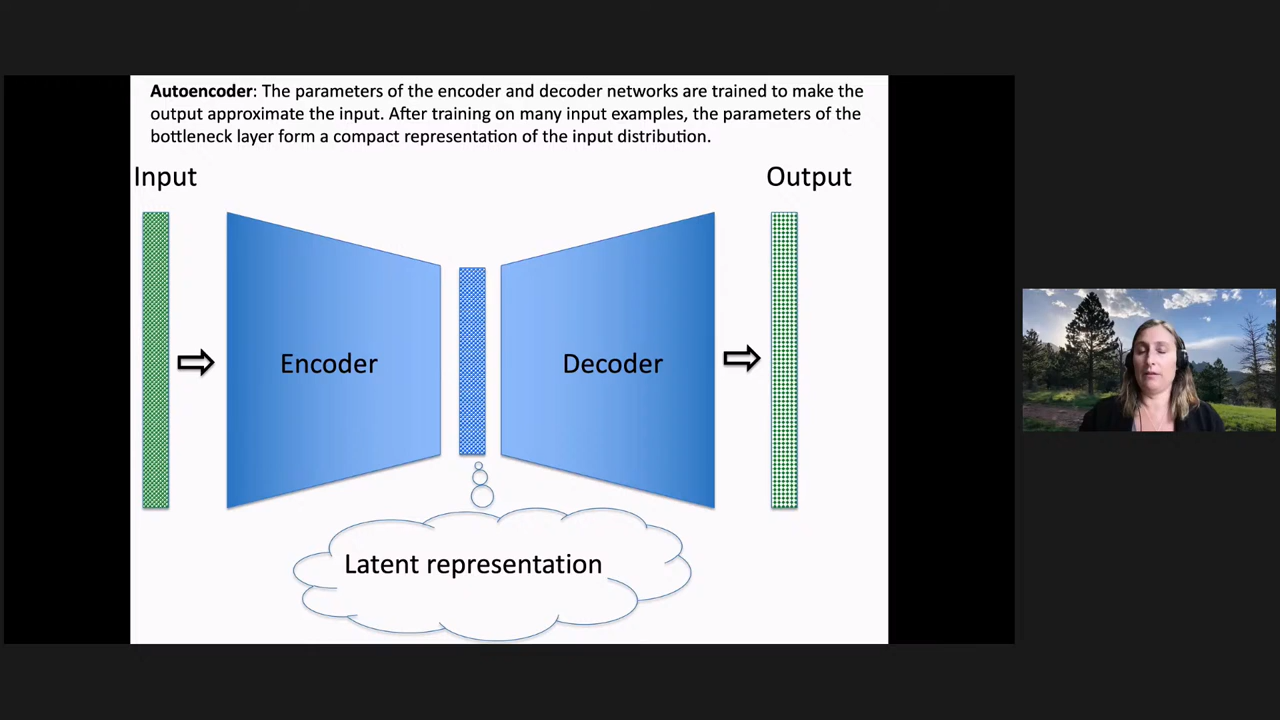 Autoencoder: The parameters of the encoder and decoder networks are trained to make the
output approximate the input. After training on many input examples, the parameters of the
bottleneck layer form a compact representation of the input distribution.
Input
Output
Encoder
Decoder
Latent representation